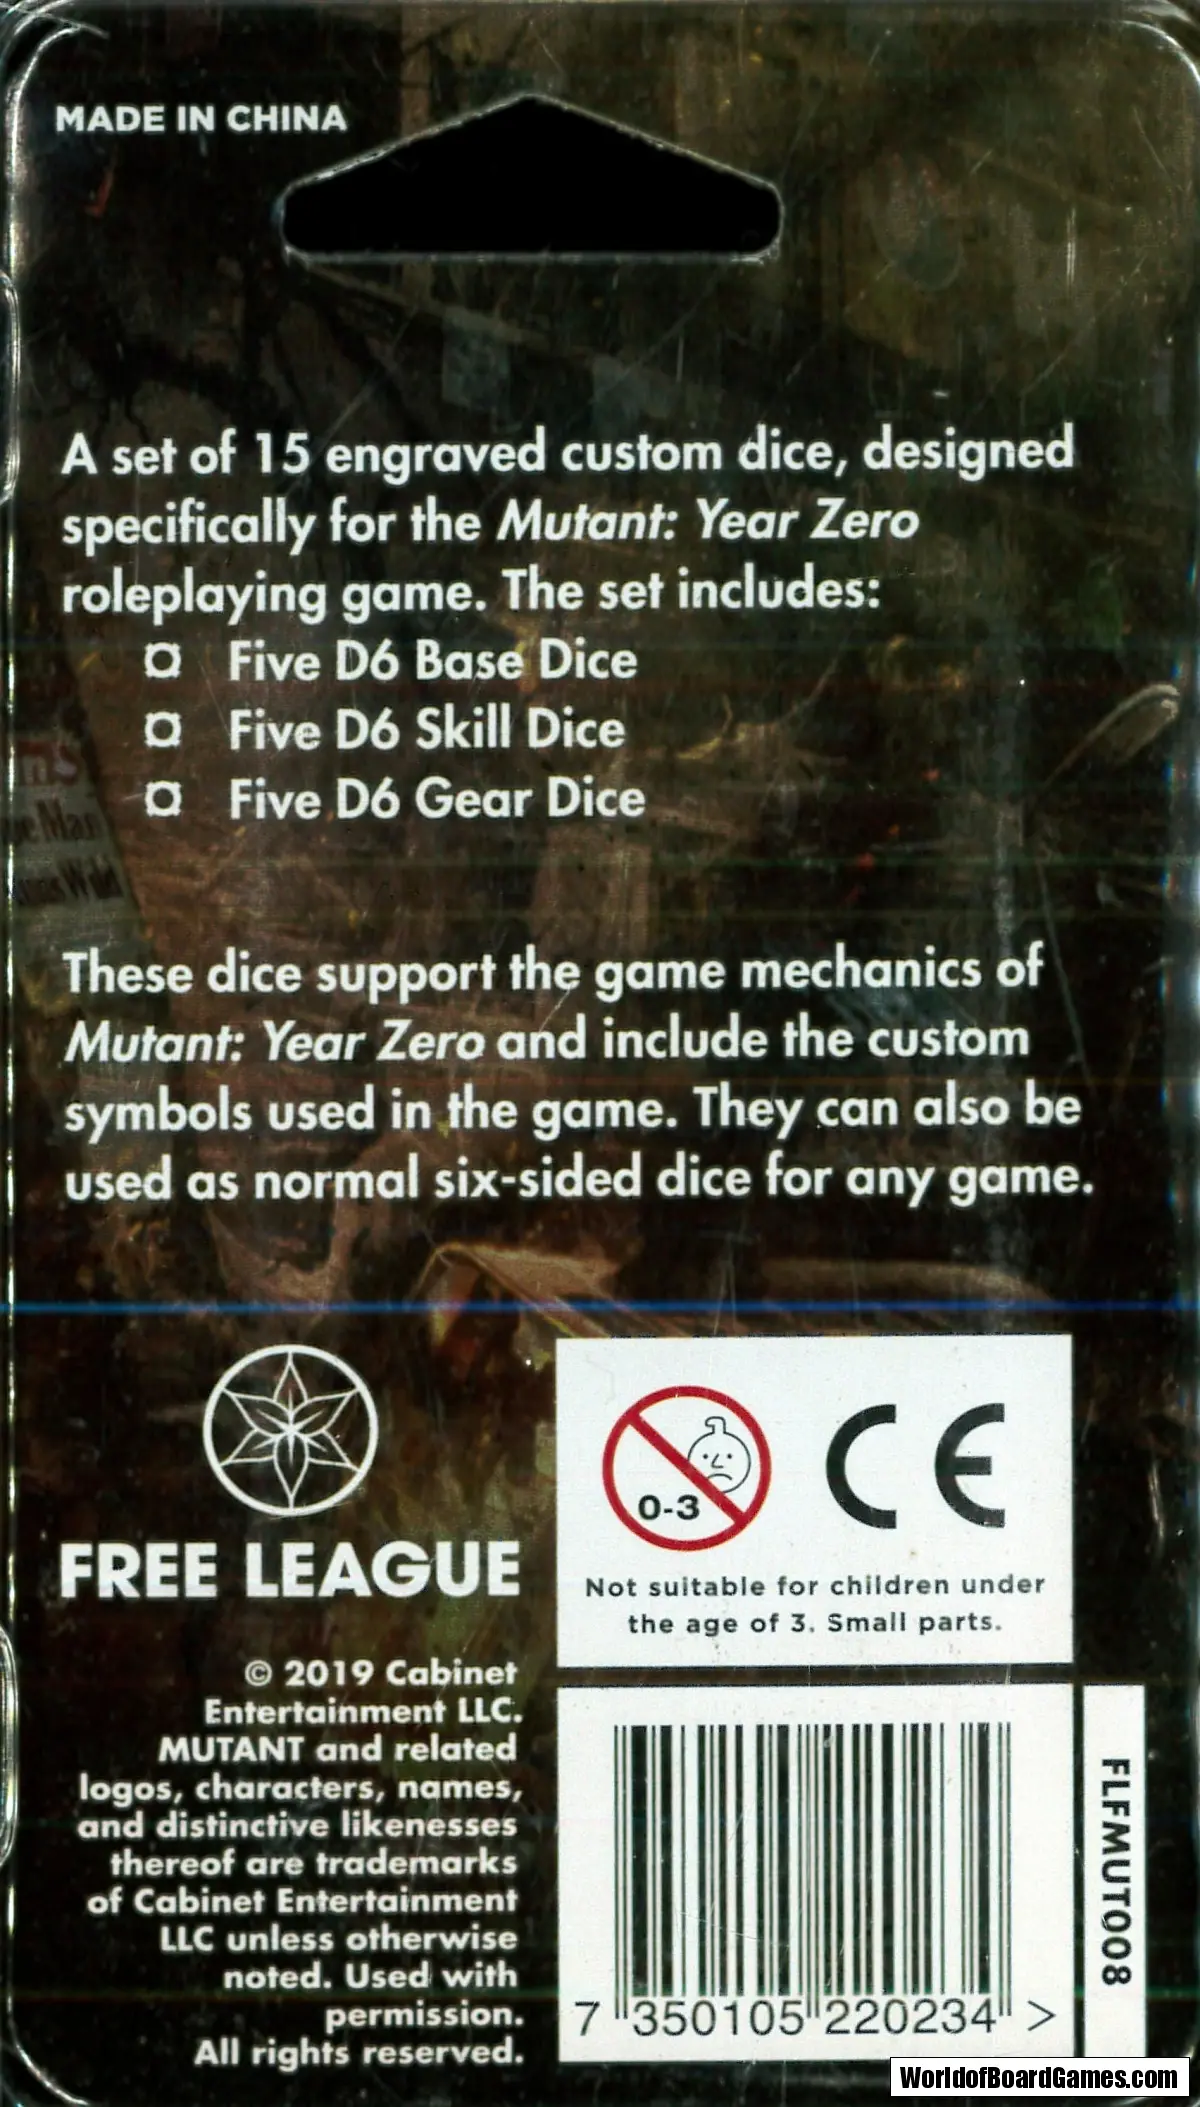 MADE IN CHINA
A set of 15 engraved custom dice, designed
specifically for the Mutant: Year Zero
roleplaying game. The set includes:
¤ Five D6 Base Dice
¤ Five D6 Skill Dice
¤ Five D6 Gear Dice
These dice support the game mechanics of
Mutant: Year Zero and include the custom
symbols used in the game. They can also be
used as normal six-sided dice for any game.
FREE LEAGUE
© 2019 Cabinet
Entertainment LLC.
MUTANT and related
logos, characters, names,
and distinctive likenesses
thereof are trademarks
of Cabinet Entertainment
LLC unless otherwise
noted. Used with
permission.
All rights reserved.
0-3
CE
Not suitable for children under
the age of 3. Small parts.
7 350105 220234 >
FLFMUT008
WorldofBoardGames.com